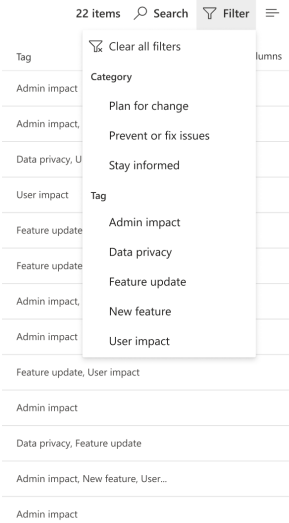 22 items Search Filter
Clear all filters
Tag lumns
Category
Admin impact
Plan for change
Admin impact,
Prevent or fix issues
Data privacy, U
Stay informed
User impact
Tag
Admin impact
Feature update
Data privacy
Feature update
Feature update
Admin impact,
New feature
Admin impact
User impact
Feature update, User impact
Admin impact
Data privacy, Feature update
Admin impact, New feature, User...
Admin impact